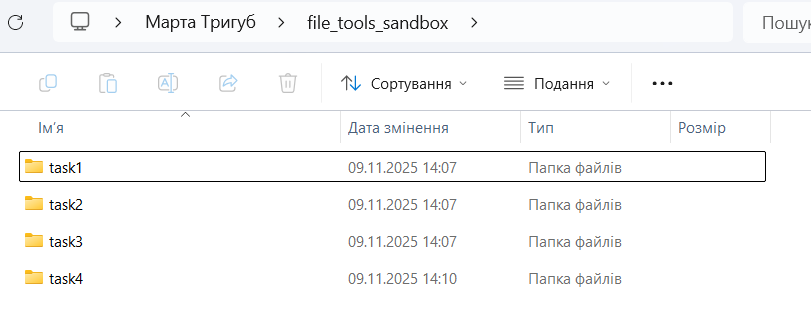 Марта Тригуб > file_tools_sandbox > Пошук
Сортування Подання
Ім'я Дата змінення Тип Розмір
task1 09.11.2025 14:07 Папка файлів
task2 09.11.2025 14:07 Папка файлів
task3 09.11.2025 14:07 Папка файлів
task4 09.11.2025 14:10 Папка файлів